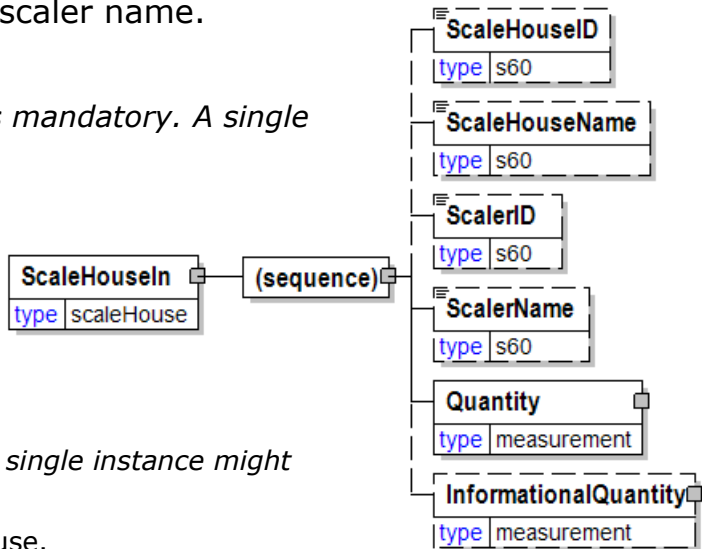 scaler name.
s mandatory. A single
single instance might
use.
ScaleHouseIn
type scaleHouse
(sequence)
ScaleHouseID
type s60
ScaleHouseName
type s60
ScalerID
type s60
ScalerName
type s60
Quantity
type measurement
InformationalQuantity
type measurement